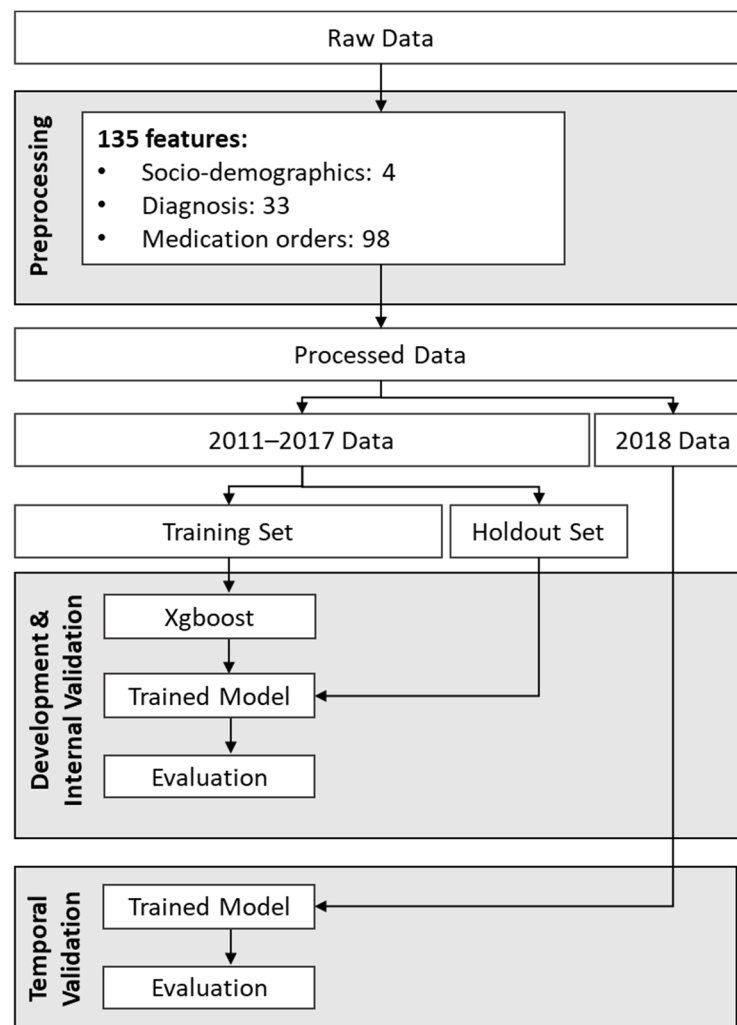 Raw Data
Preprocessing
135 features:
• Socio-demographics: 4
• Diagnosis: 33
• Medication orders: 98
Processed Data
2011–2017 Data
2018 Data
Training Set
Holdout Set
Development &
Internal Validation
Xgboost
Trained Model
Evaluation
Temporal
Validation
Trained Model
Evaluation